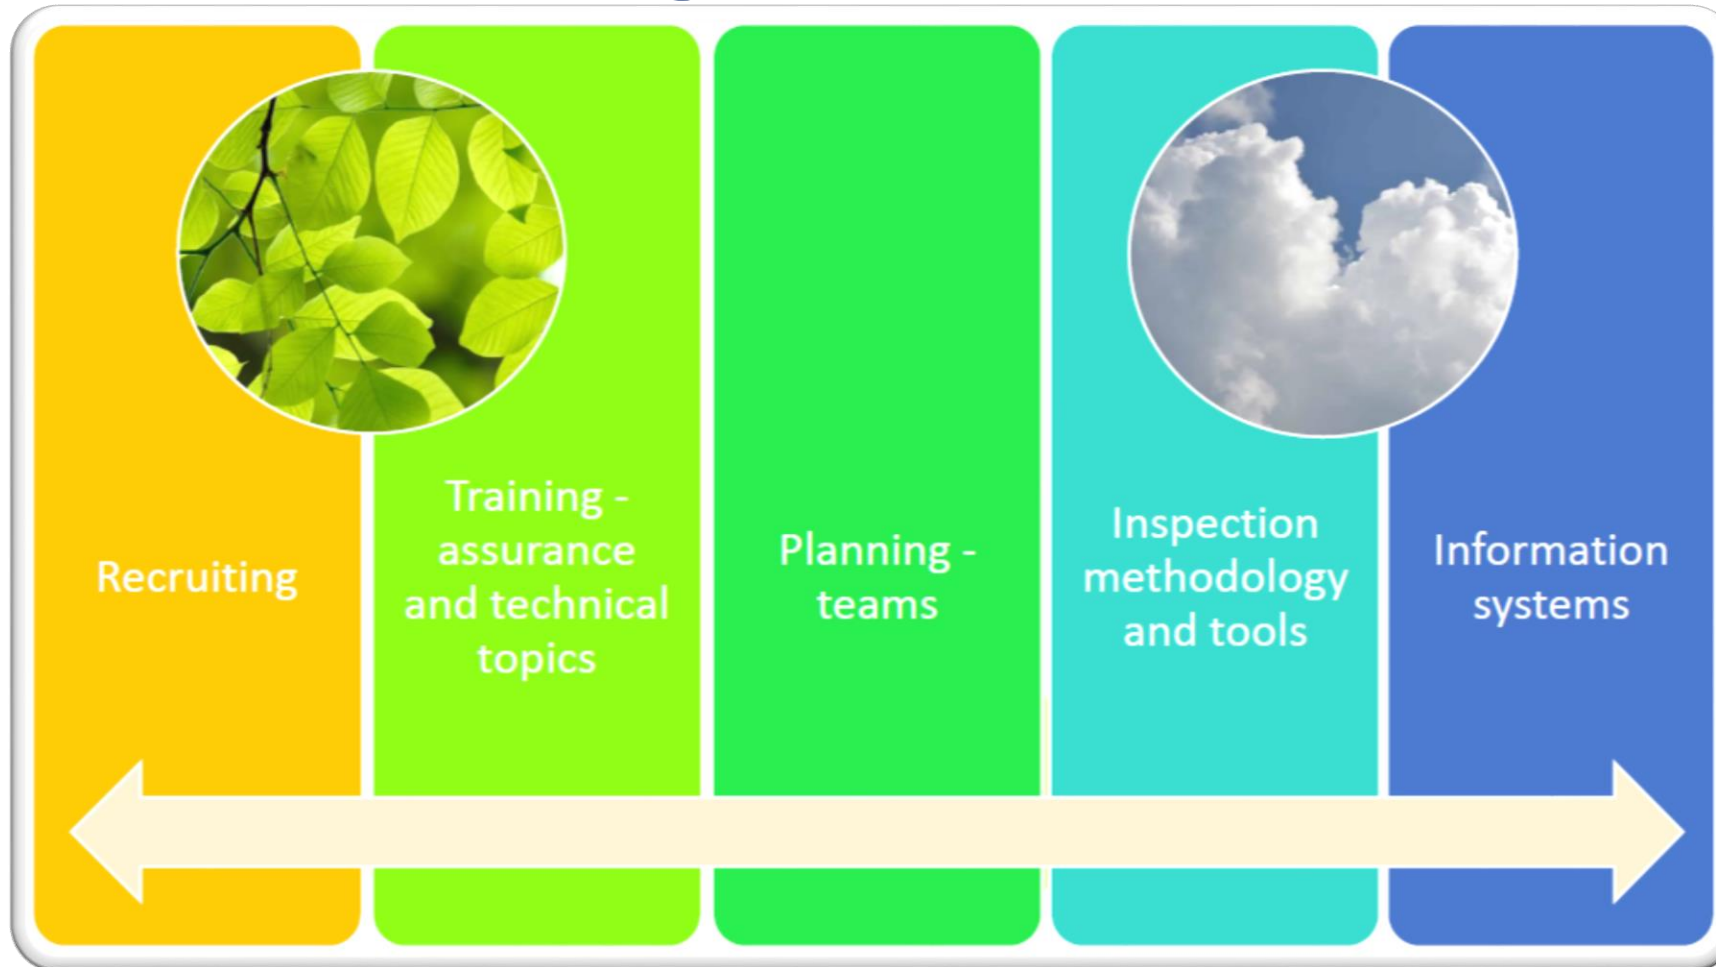 Recruiting
Training -
assurance
and technical
topics
Planning -
teams
Inspection
methodology
and tools
Information
systems